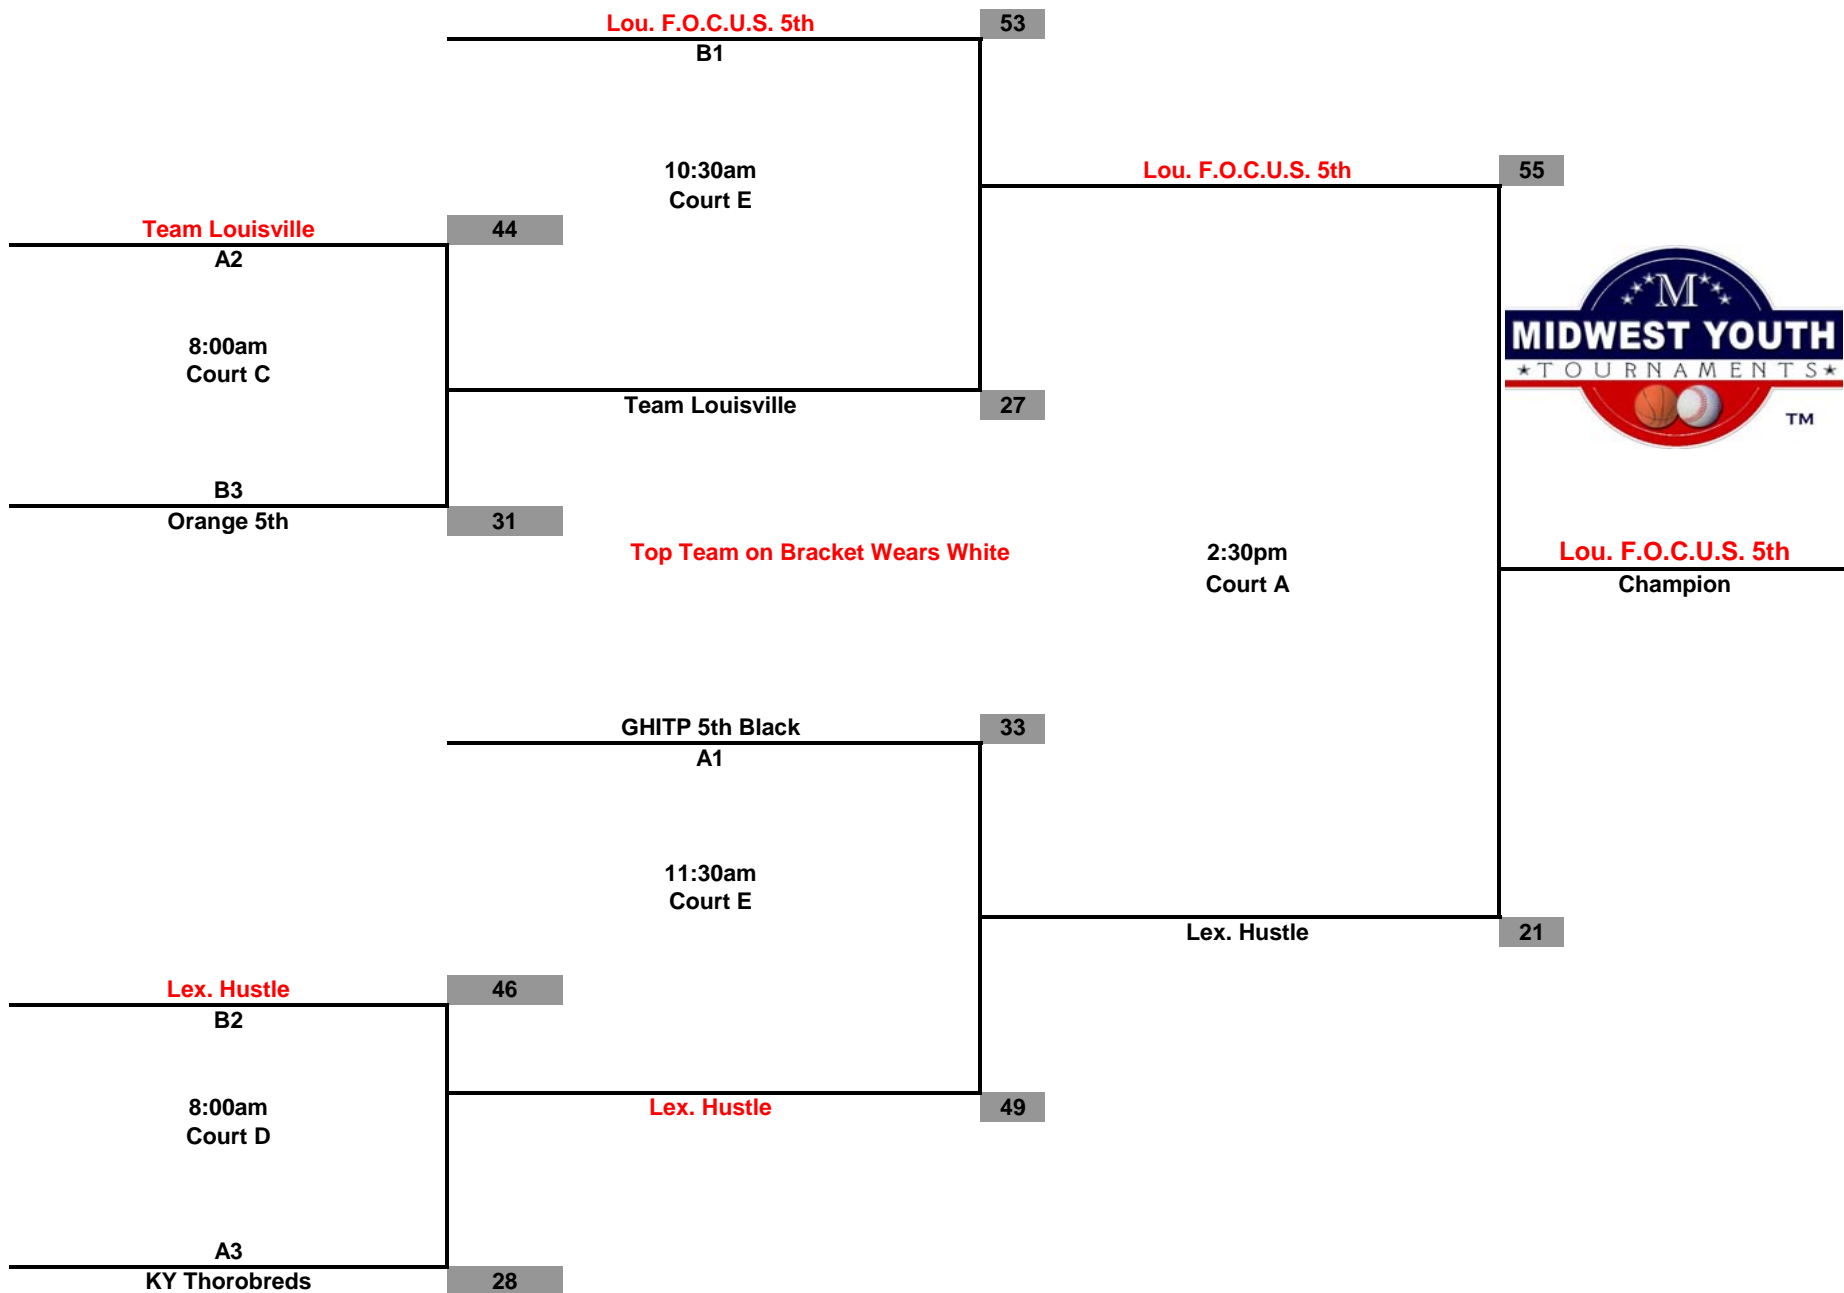 Lou. F.O.C.U.S. 5th 53
B1
10:30am
Court E
Lou. F.O.C.U.S. 5th 55
Team Louisville 44
A2
8:00am
Court C
Team Louisville 27
B3
Orange 5th 31
M
MIDWEST YOUTH
TOURNAMENTS
TM
Top Team on Bracket Wears White
2:30pm
Court A
Lou. F.O.C.U.S. 5th
Champion
GHITP 5th Black 33
A1
11:30am
Court E
Lex. Hustle 21
Lex. Hustle 46
B2
8:00am
Court D
Lex. Hustle 49
A3
KY Thorobreds 28